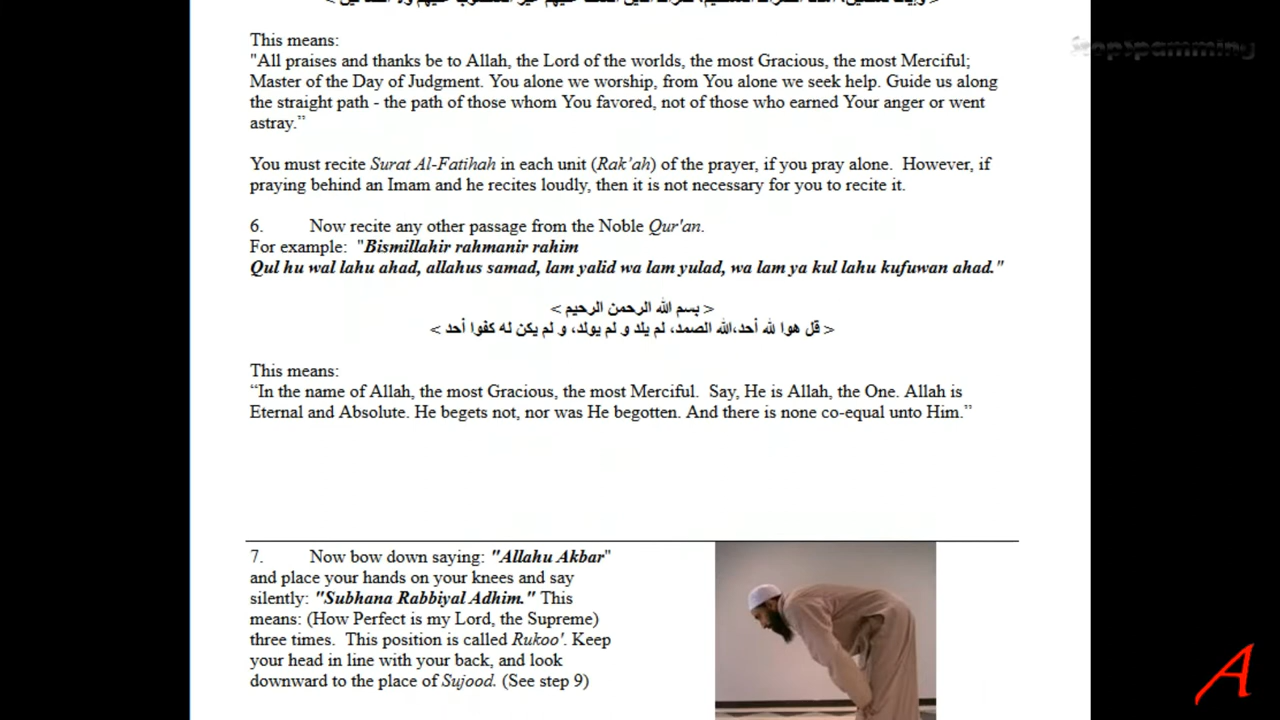 This means:
"All praises and thanks be to Allah, the Lord of the worlds, the most Gracious, the most Merciful;
Master of the Day of Judgment. You alone we worship, from You alone we seek help. Guide us along
the straight path - the path of those whom You favored, not of those who earned Your anger or went
astray.”
You must recite Surat Al-Fatihah in each unit (Rak’ah) of the prayer, if you pray alone.  However, if
praying behind an Imam and he recites loudly, then it is not necessary for you to recite it.
6. Now recite any other passage from the Noble Qur'an.
For example:  "Bismillahir rahmanir rahim
Qul hu wal lahu ahad, allahus samad, lam yalid wa lam yulad, wa lam ya kul lahu kufuwan ahad."
< بسم الله الرحمن الرحيم >
< قل هوا لله أحد،الله الصمد، لم يلد و لم يولد، و لم يكن له كفوا أحد >
This means:
“In the name of Allah, the most Gracious, the most Merciful.  Say, He is Allah, the One. Allah is
Eternal and Absolute. He begets not, nor was He begotten. And there is none co-equal unto Him.”
7. Now bow down saying: "Allahu Akbar"
and place your hands on your knees and say
silently: "Subhana Rabbiyal Adhim." This
means: (How Perfect is my Lord, the Supreme)
three times.  This position is called Rukoo'. Keep
your head in line with your back, and look
downward to the place of Sujood. (See step 9)
StopSpamming
A